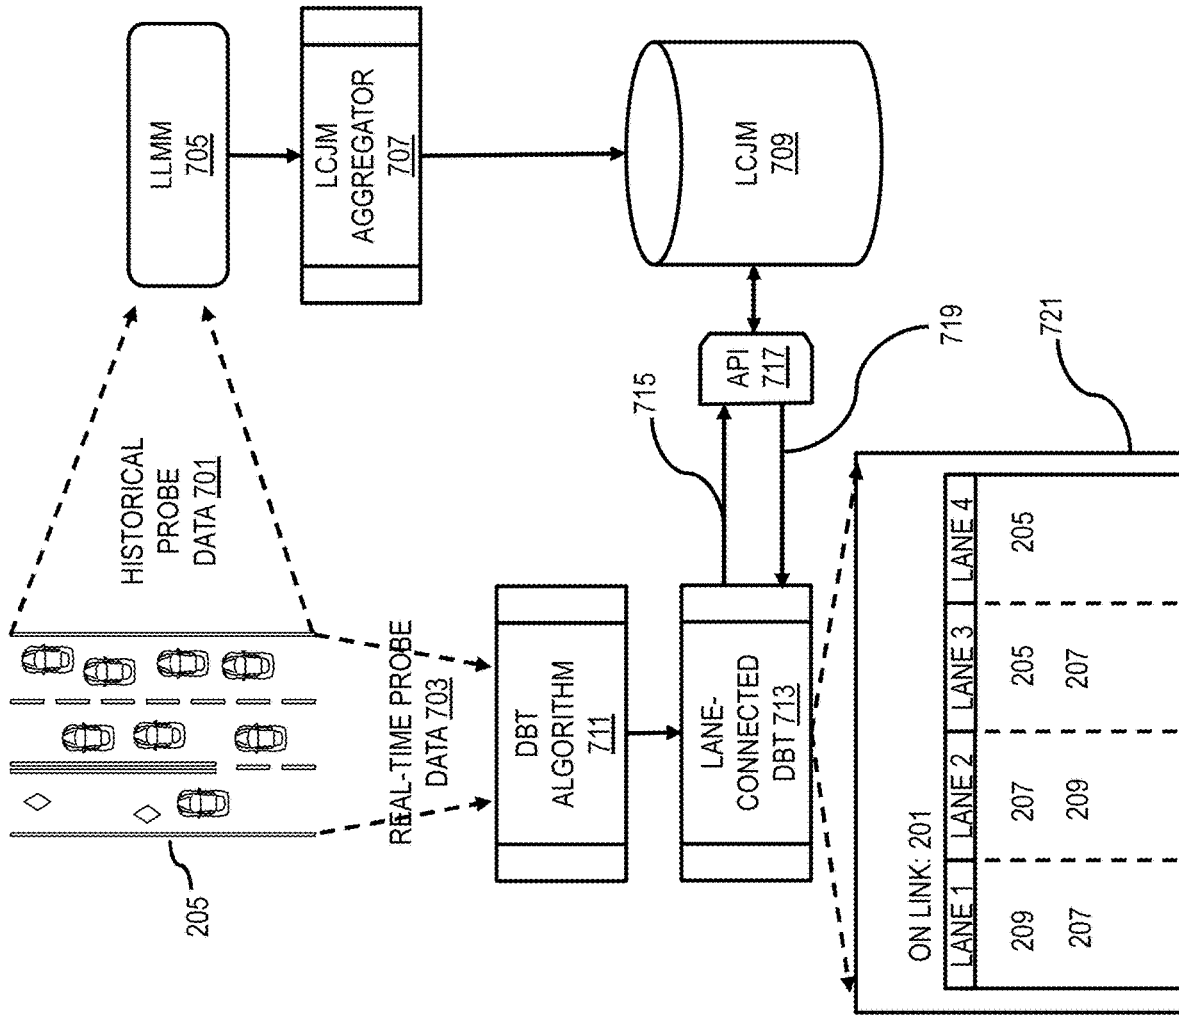 LLMM
705
LCJM
AGGREGATOR
707
LCJM
709
HISTORICAL
PROBE
DATA 701
API
717
715
719
721
REAL-TIME PROBE
DATA 703
205
DBT
ALGORITHM
711
LANE-
CONNECTED
DBT 713
ON LINK: 201
LANE 1 LANE 2 LANE 3 LANE 4
209 207 205 205
207 209 207